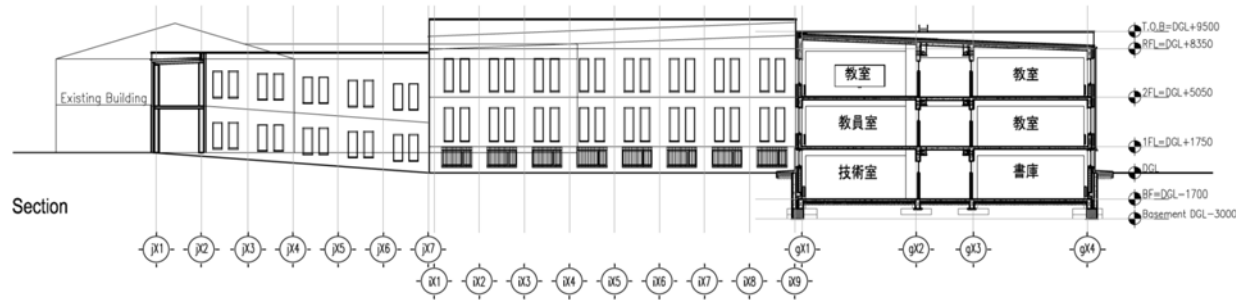 T.O.B=DGL+9500
RFL=DGL+8350
教室
教室
Existing Building
2FL=DGL+5050
教員室
教室
1FL=DGL+1750
技術室
書庫
DGL
BF=DGL-1700
Section
Basement DGL-3000
jX1 jX2 jX3 jX4 jX5 jX6 jX7 gX1 gX2 gX3 gX4
iX1 iX2 iX3 iX4 iX5 iX6 iX7 iX8 iX9